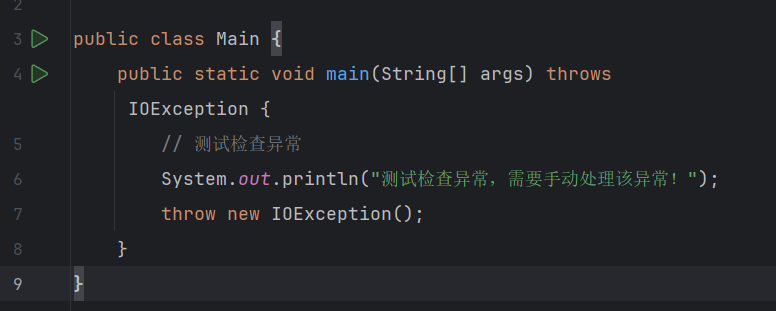 2
3 public class Main {
4 public static void main(String[] args) throws
IOException {
5 // 测试检查异常
6 System.out.println("测试检查异常，需要手动处理该异常！");
7 throw new IOException();
8 }
9 }